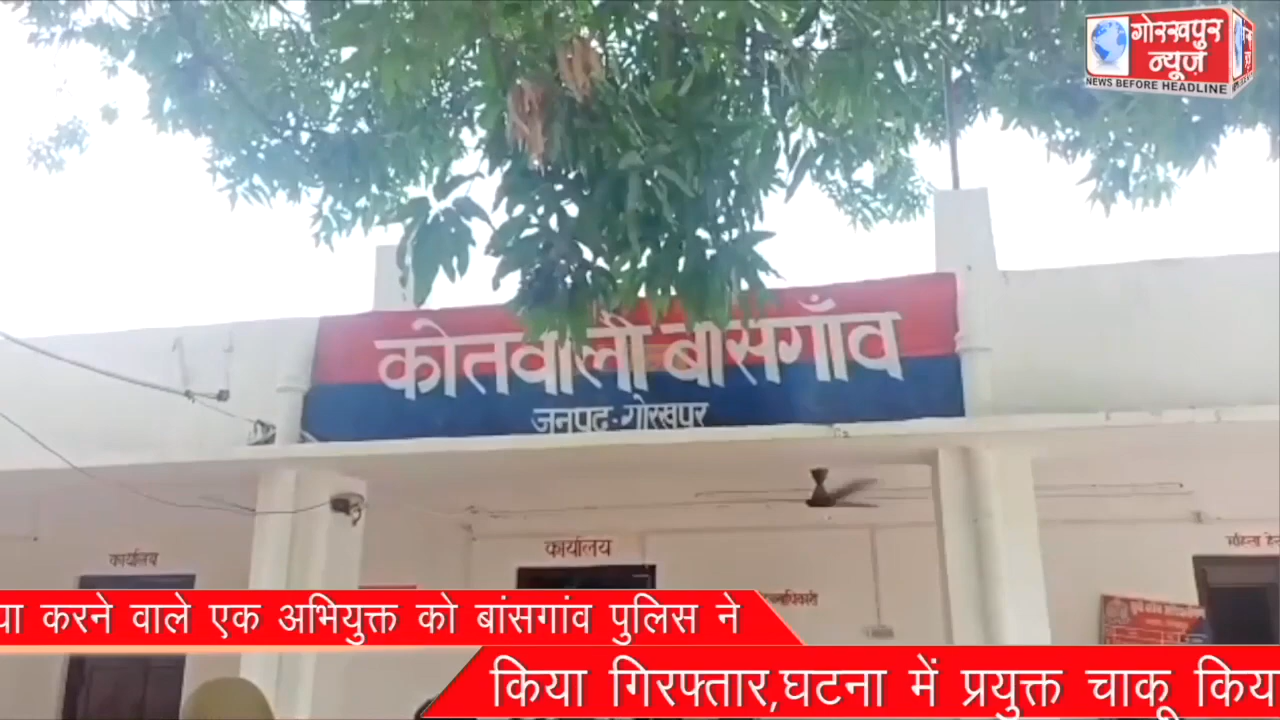 गोरखपुर
न्यूज़
NEWS BEFORE HEADLINE
कोतवाली बांसगाँव
जनपद-गोरखपुर
कार्यालय
कार्यालय
या करने वाले एक अभियुक्त को बांसगांव पुलिस ने
किया गिरफ्तार,घटना में प्रयुक्त चाकू किया